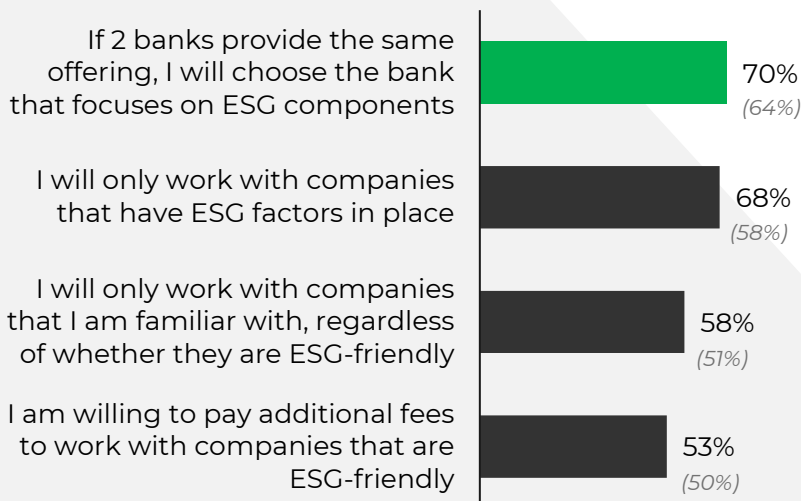 If 2 banks provide the same
offering, I will choose the bank
that focuses on ESG components
70%
(64%)
I will only work with companies
that have ESG factors in place
68%
(58%)
I will only work with companies
that I am familiar with, regardless
of whether they are ESG-friendly
58%
(51%)
I am willing to pay additional fees
to work with companies that are
ESG-friendly
53%
(50%)